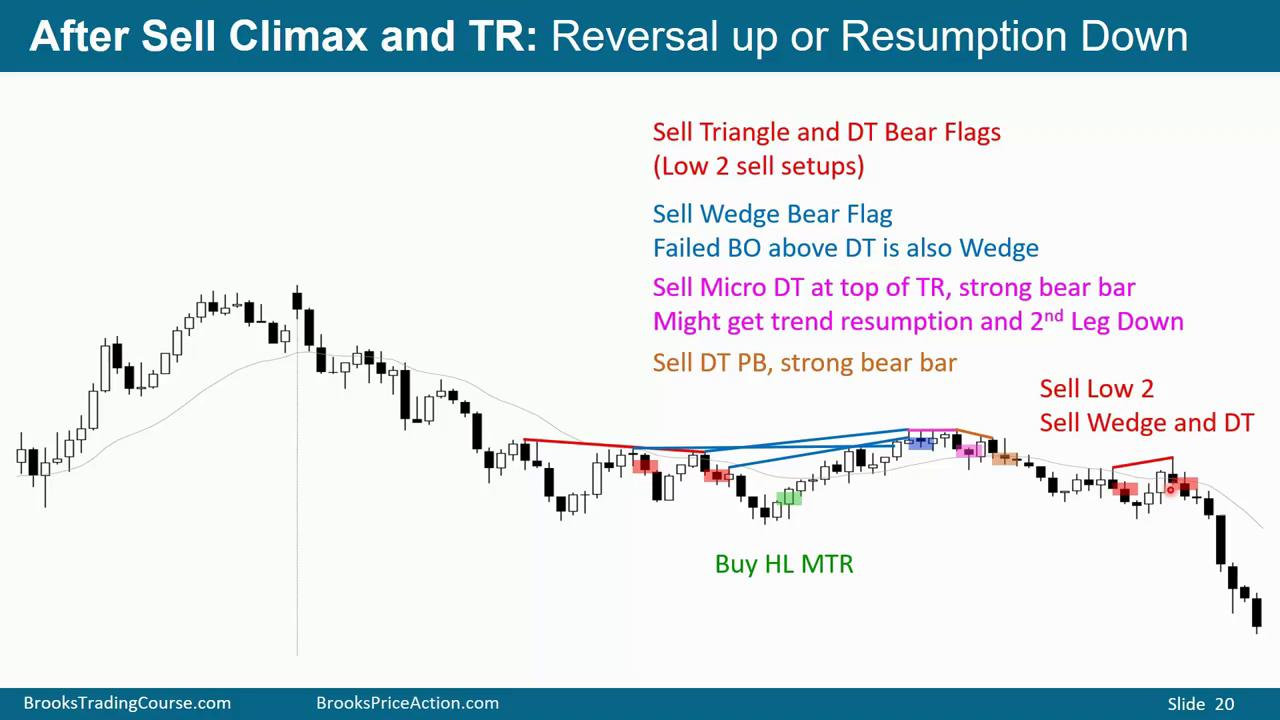 After Sell Climax and TR: Reversal up or Resumption Down
Sell Triangle and DT Bear Flags
(Low 2 sell setups)
Sell Wedge Bear Flag
Failed BO above DT is also Wedge
Sell Micro DT at top of TR, strong bear bar
Might get trend resumption and 2nd Leg Down
Sell DT PB, strong bear bar
Sell Low 2
Sell Wedge and DT
Buy HL MTR
BrooksTradingCourse.com
BrooksPriceAction.com
Slide 20